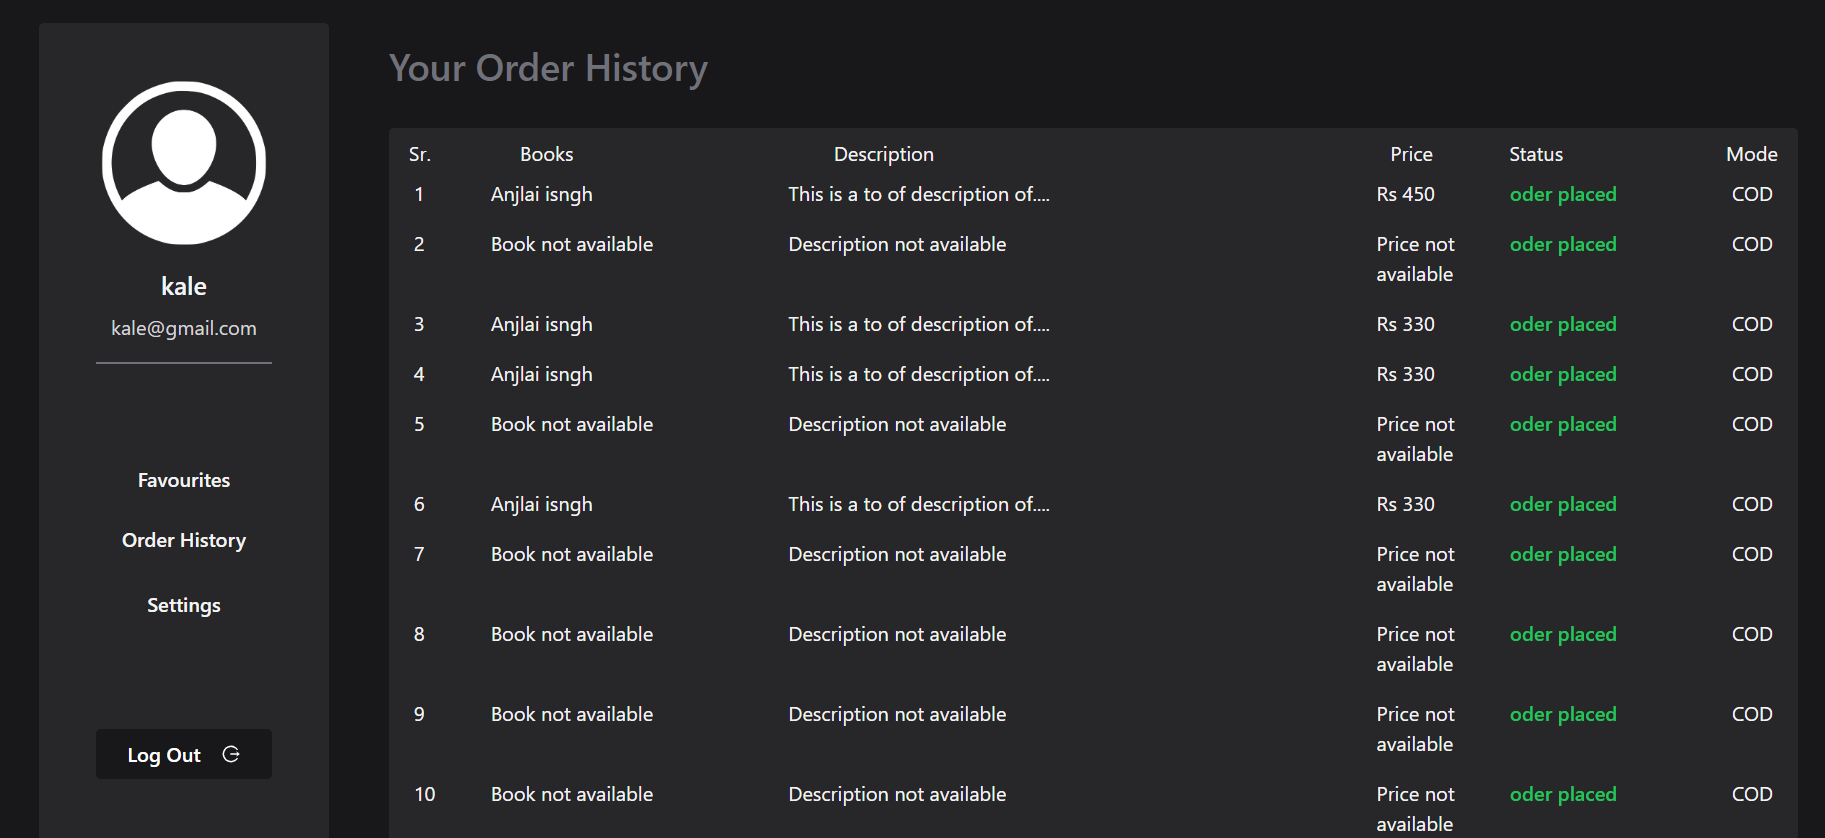 kale
kale@gmail.com
Favourites
Order History
Settings
Log Out
Your Order History
Sr. Books Description Price Status Mode
1 Anjlai isngh This is a to of description of.... Rs 450 oder placed COD
2 Book not available Description not available Price not oder placed COD
available
3 Anjlai isngh This is a to of description of.... Rs 330 oder placed COD
4 Anjlai isngh This is a to of description of.... Rs 330 oder placed COD
5 Book not available Description not available Price not oder placed COD
available
6 Anjlai isngh This is a to of description of.... Rs 330 oder placed COD
7 Book not available Description not available Price not oder placed COD
available
8 Book not available Description not available Price not oder placed COD
available
9 Book not available Description not available Price not oder placed COD
available
10 Book not available Description not available Price not oder placed COD
available